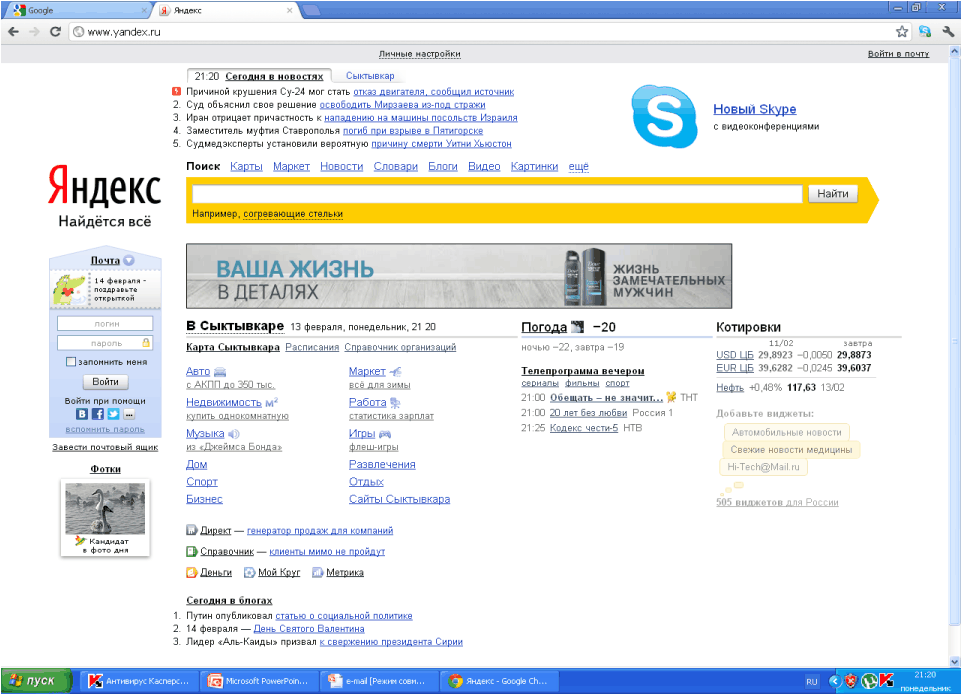 Google
Яндекс
www.yandex.ru
Личные настройки
Войти в почту
21:20 Сегодня в новостях Сыктывкар
Причиной крушения Су-24 мог стать отказ двигателя, сообщил источник
2. Суд объяснил свое решение освободить Мирзаева из-под стражи
3. Иран отрицает причастность к нападению на машины посольств Израиля
4. Заместитель муфтия Ставрополья погиб при взрыве в Пятигорске
5. Судмедэксперты установили вероятную причину смерти Уитни Хьюстон
Новый Skype
с видеоконференциями
Поиск Карты Маркет Новости Словари Блоги Видео Картинки ещё
Яндекс
Найдётся всё
Найти
Например, согревающие стельки
ВАША ЖИЗНЬ
В ДЕТАЛЯХ
ЖИЗНЬ
ЗАМЕЧАТЕЛЬНЫХ
МУЖЧИН
Почта
14 февраля -
поздравьте
открыткой
логин
пароль
запомнить меня
Войти
Войти при помощи
вспомнить пароль
Завести почтовый ящик
Фотки
Кандидат
в фото дня
В Сыктывкаре 13 февраля, понедельник, 21 20
Карта Сыктывкара Расписания Справочник организаций
Авто
с АКПП до 350 тыс.
Недвижимость м²
купить однокомнатную
Музыка
из «Джеймса Бонда»
Дом
Спорт
Бизнес
Маркет
всё для зимы
Работа
статистика зарплат
Игры
флеш-игры
Развлечения
Отдых
Сайты Сыктывкара
Погода −20
ночью −22, завтра −19
Телепрограмма вечером
сериалы фильмы спорт
21:00 Обещать – не значит... ТНТ
21:00 20 лет без любви Россия 1
21:25 Кодекс чести-5 НТВ
Котировки
11/02 завтра
USD ЦБ 29,8923 −0,0050 29,8873
EUR ЦБ 39,6282 −0,0245 39,6037
Нефть +0,48% 117,63 13/02
Добавьте виджеты:
Автомобильные новости
Свежие новости медицины
Hi-Tech@Mail.ru
505 виджетов для России
Директ — генератор продаж для компаний
Справочник — клиенты мимо не пройдут
Деньги Мой Круг Метрика
Сегодня в блогах
1. Путин опубликовал статью о социальной политике
2. 14 февраля — День Святого Валентина
3. Лидер «Аль-Каиды» призвал к свержению президента Сирии
пуск
Антивирус Касперс...
Microsoft PowerPoin...
e-mail [Режим сови...
Яндекс - Google Ch...
RU
21:20
понедельник